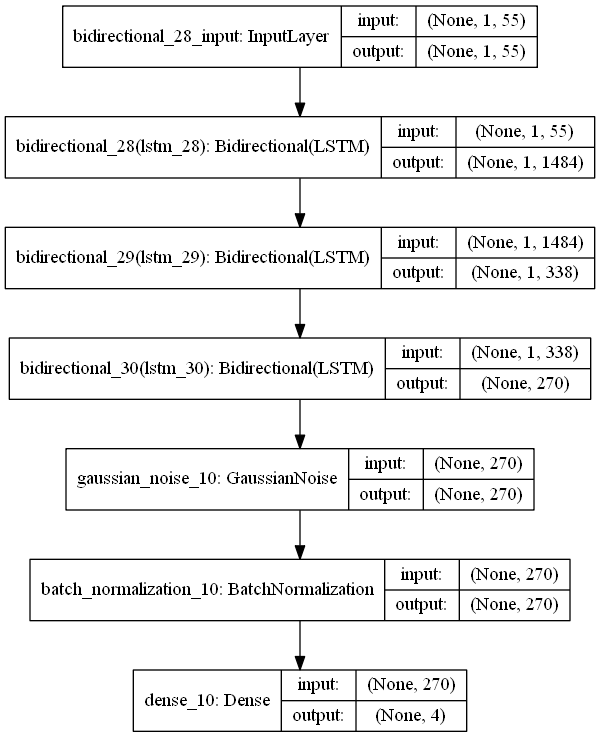 bidirectional_28_input: InputLayer
input: (None, 1, 55)
output: (None, 1, 55)
bidirectional_28(lstm_28): Bidirectional(LSTM)
input: (None, 1, 55)
output: (None, 1, 1484)
bidirectional_29(lstm_29): Bidirectional(LSTM)
input: (None, 1, 1484)
output: (None, 1, 338)
bidirectional_30(lstm_30): Bidirectional(LSTM)
input: (None, 1, 338)
output: (None, 270)
gaussian_noise_10: GaussianNoise
input: (None, 270)
output: (None, 270)
batch_normalization_10: BatchNormalization
input: (None, 270)
output: (None, 270)
dense_10: Dense
input: (None, 270)
output: (None, 4)